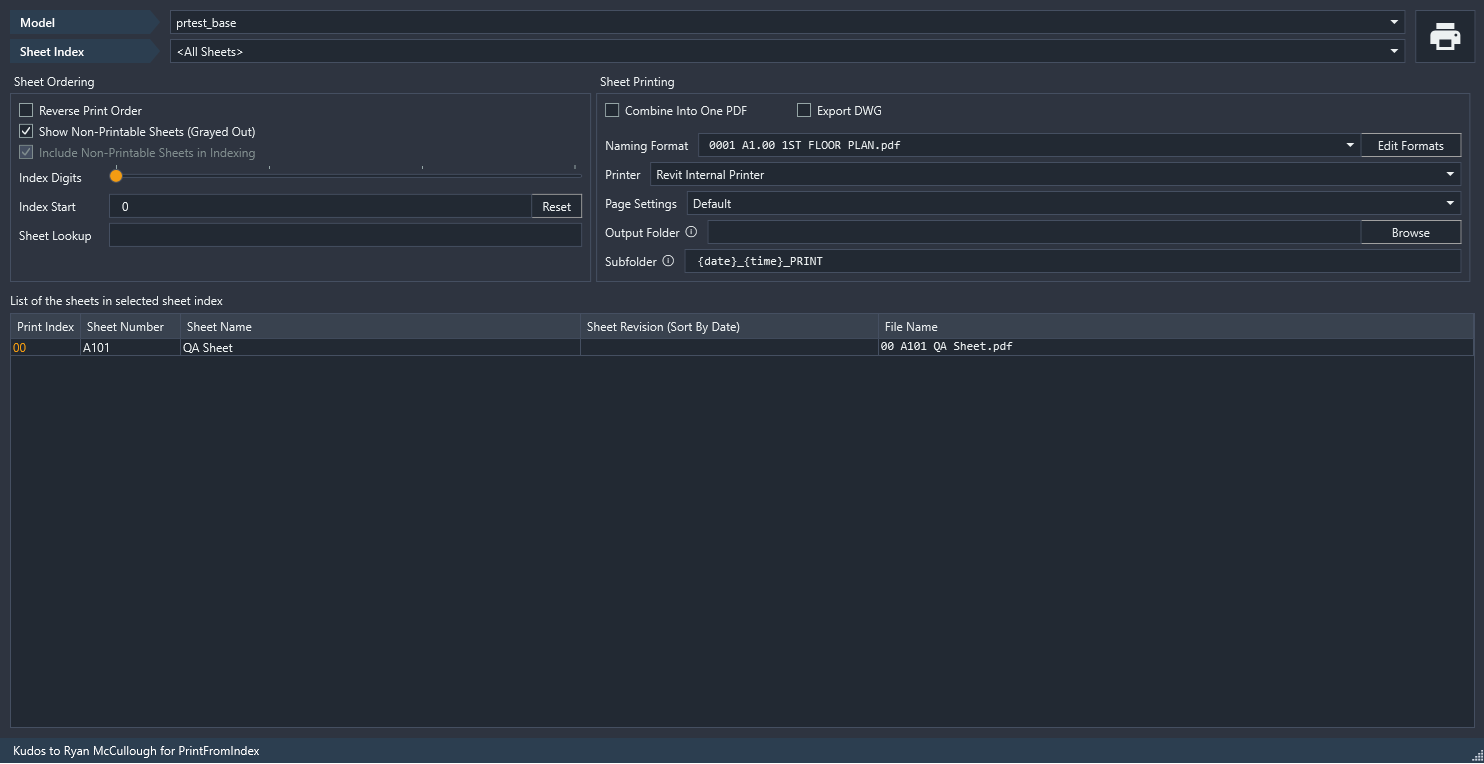 Model prtest_base
Sheet Index <All Sheets>
Sheet Ordering
Reverse Print Order
Show Non-Printable Sheets (Grayed Out)
Include Non-Printable Sheets in Indexing
Index Digits
Index Start 0 Reset
Sheet Lookup
Sheet Printing
Combine Into One PDF Export DWG
Naming Format 0001 A1.00 1ST FLOOR PLAN.pdf Edit Formats
Printer Revit Internal Printer
Page Settings Default
Output Folder Browse
Subfolder {date}_{time}_PRINT
List of the sheets in selected sheet index
Print Index Sheet Number Sheet Name Sheet Revision (Sort By Date) File Name
00 A101 QA Sheet 00 A101 QA Sheet.pdf
Kudos to Ryan McCullough for PrintFromIndex